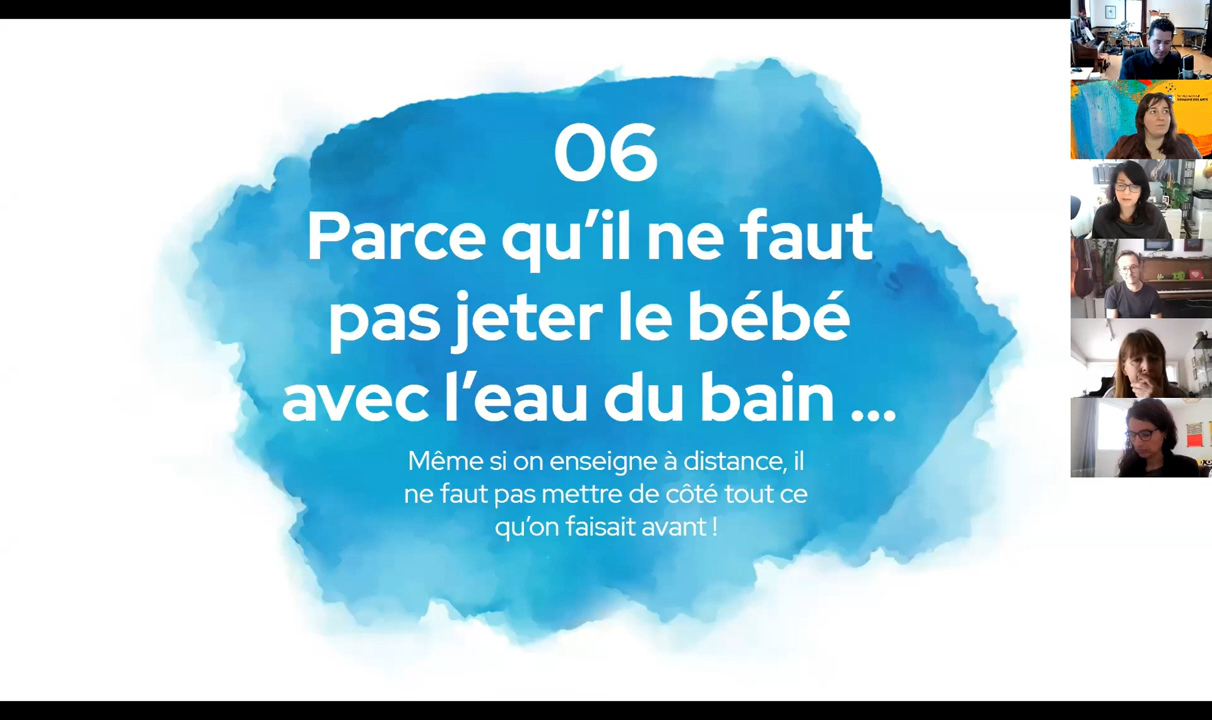 06
Parce qu’il ne faut
pas jeter le bébé
avec l’eau du bain ...
Même si on enseigne à distance, il
ne faut pas mettre de côté tout ce
qu’on faisait avant !